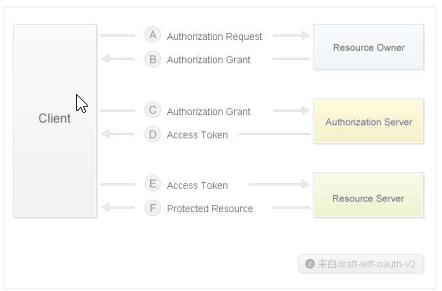 A Authorization Request
Resource Owner
B Authorization Grant
Client
C Authorization Grant
Authorization Server
D Access Token
E Access Token
Resource Server
F Protected Resource
i 来自draft-ietf-oauth-v2